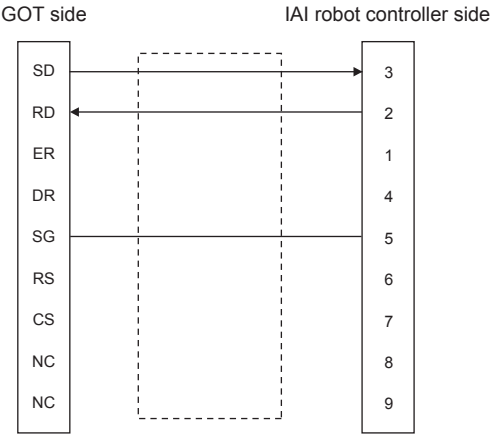 GOT side IAI robot controller side
SD 3
RD 2
ER 1
DR 4
SG 5
RS 6
CS 7
NC 8
NC 9